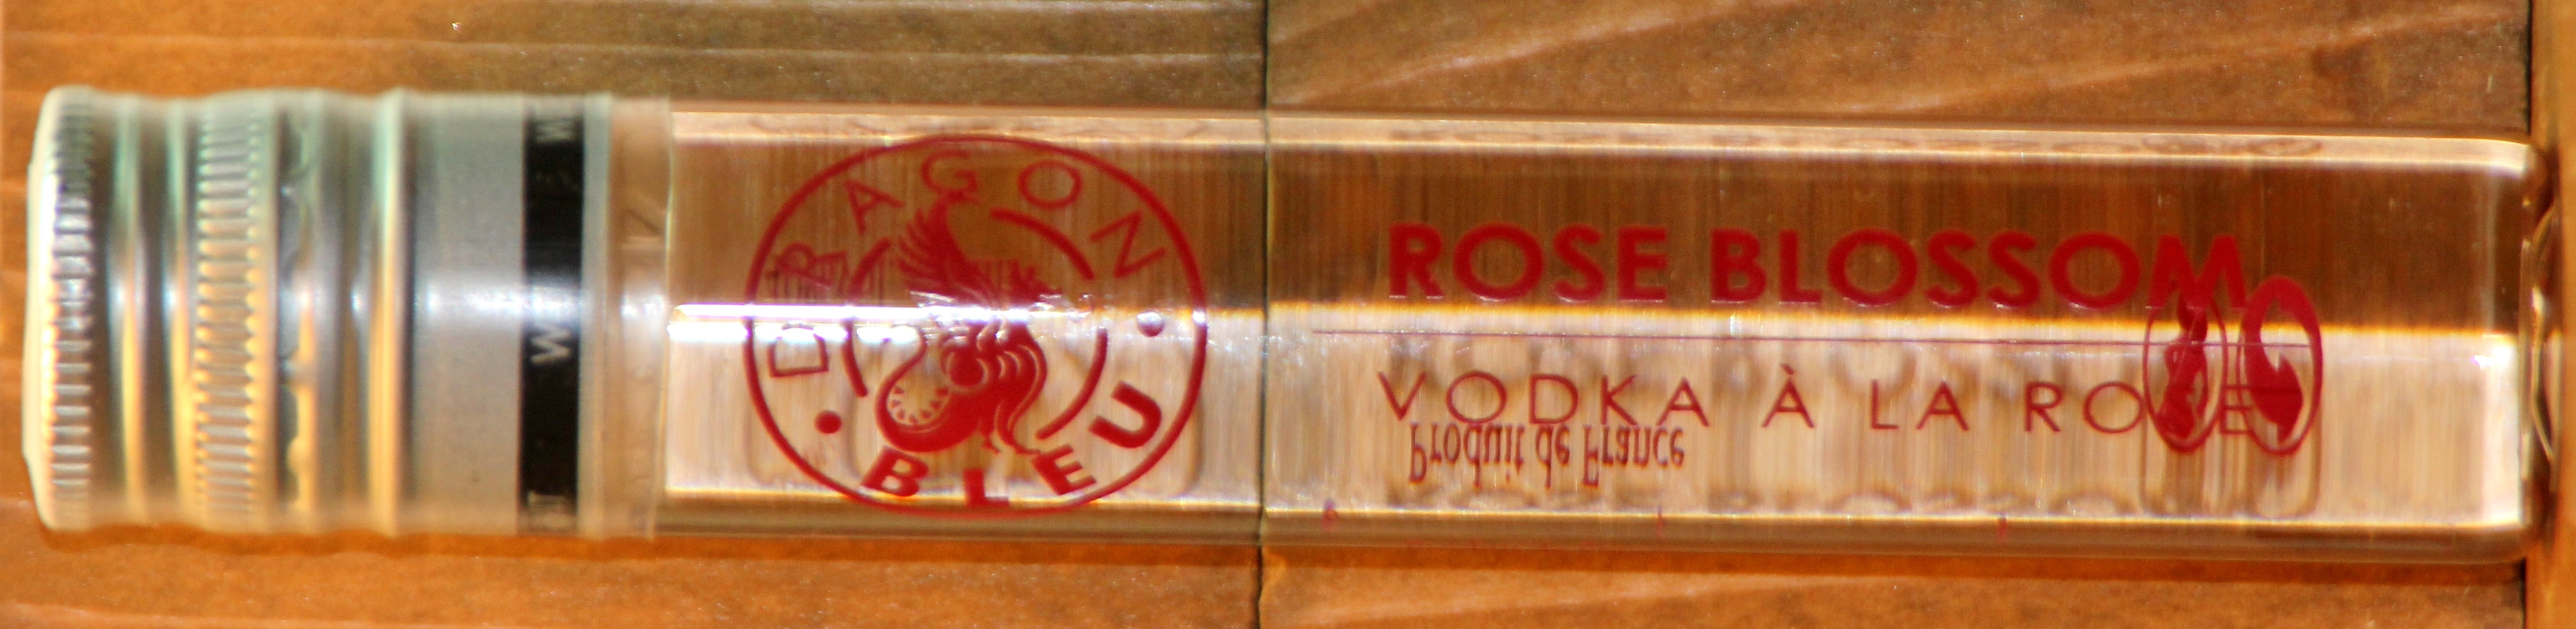 DRAGON
BLEU
ROSE BLOSSOM
VODKA À LA ROSE
Produit de France